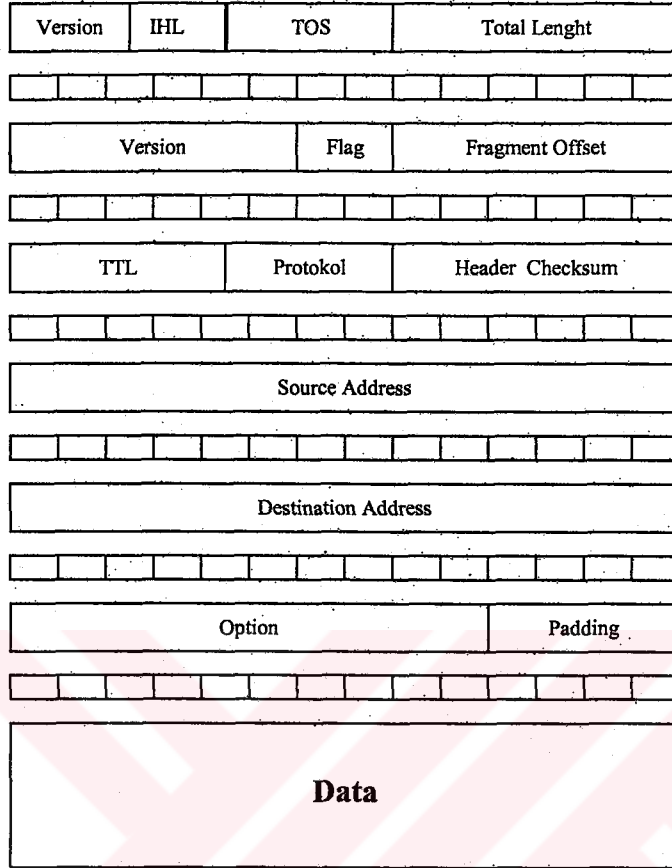 Version IHL TOS Total Lenght
Version Flag Fragment Offset
TTL Protokol Header Checksum
Source Address
Destination Address
Option Padding
Data